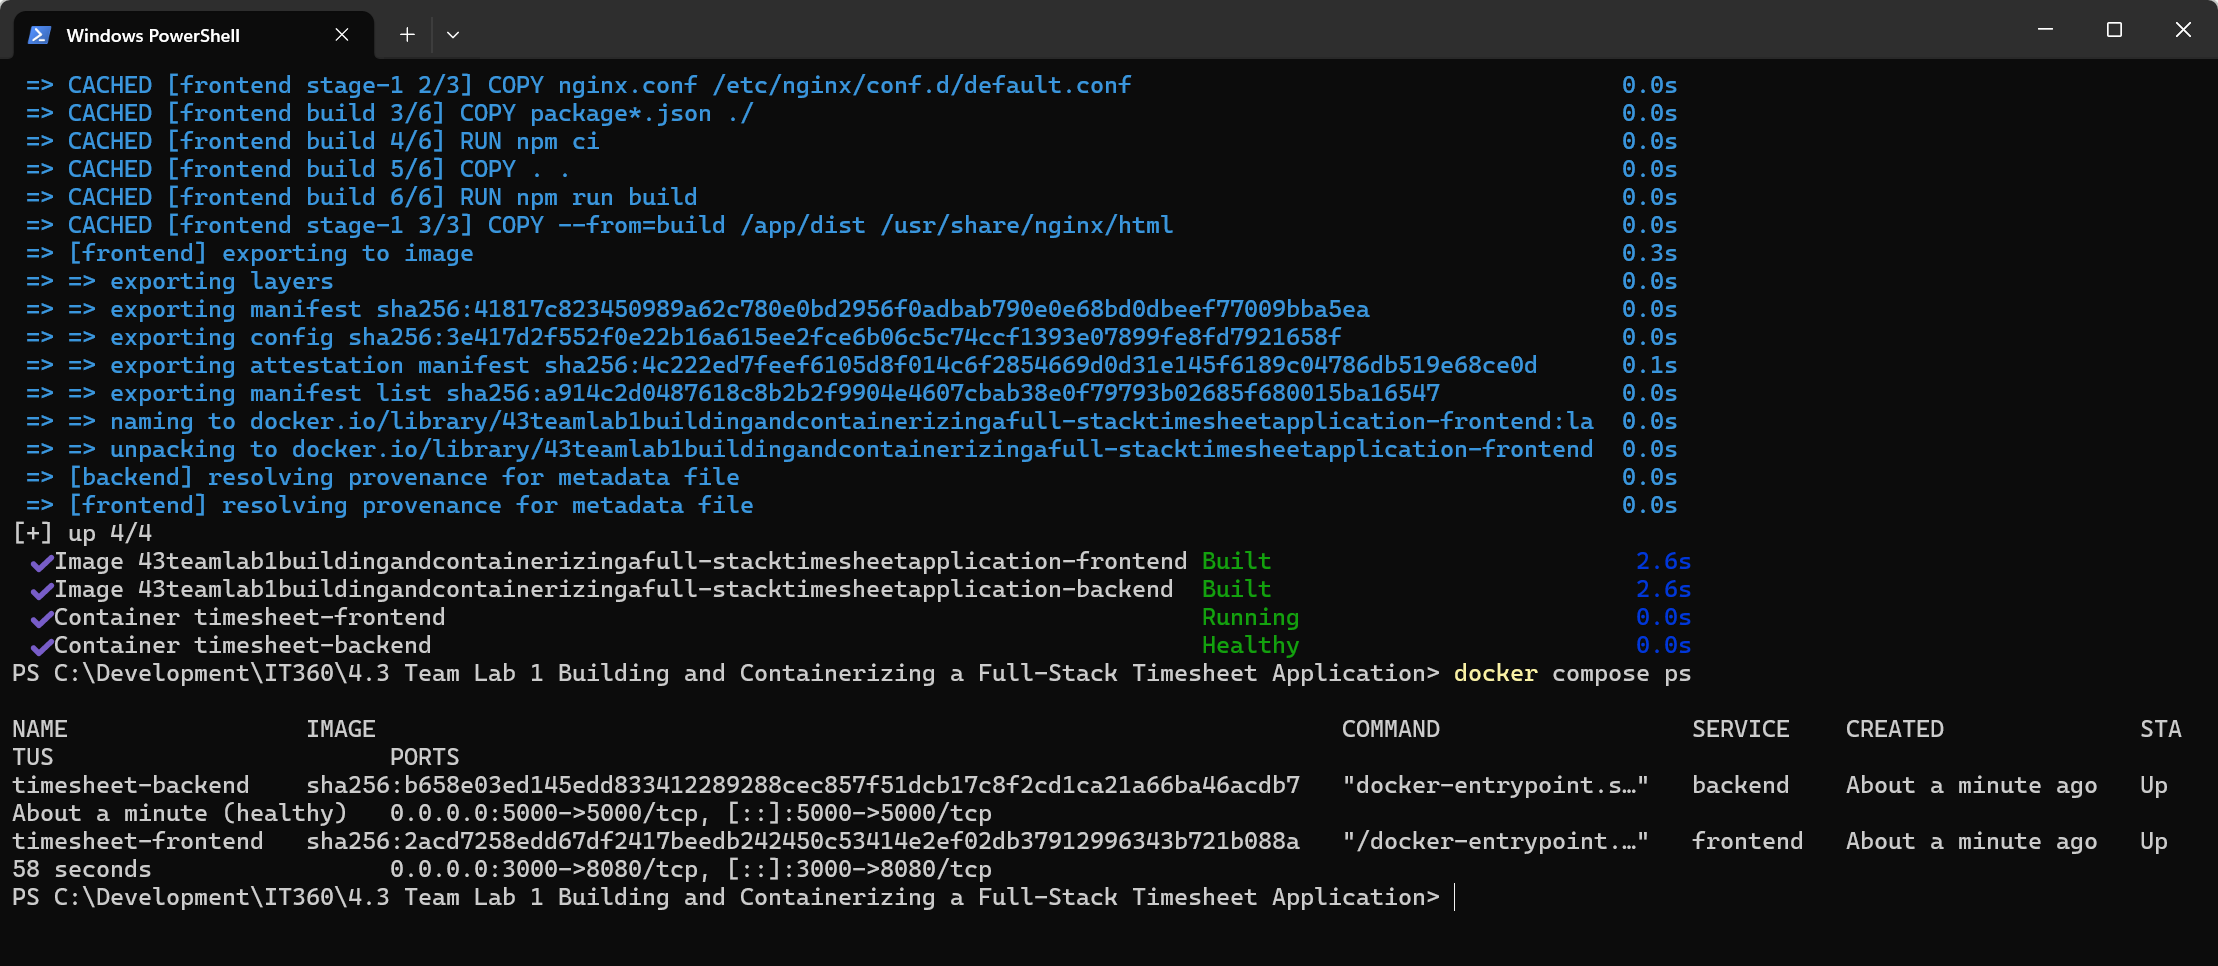 Windows PowerShell
=> CACHED [frontend stage-1 2/3] COPY nginx.conf /etc/nginx/conf.d/default.conf 0.0s
=> CACHED [frontend build 3/6] COPY package*.json ./ 0.0s
=> CACHED [frontend build 4/6] RUN npm ci 0.0s
=> CACHED [frontend build 5/6] COPY . . 0.0s
=> CACHED [frontend build 6/6] RUN npm run build 0.0s
=> CACHED [frontend stage-1 3/3] COPY --from=build /app/dist /usr/share/nginx/html 0.0s
=> [frontend] exporting to image 0.3s
=> => exporting layers 0.0s
=> => exporting manifest sha256:41817c823450989a62c780e0bd2956f0adbab790e0e68bd0dbeef77009bba5ea 0.0s
=> => exporting config sha256:3e417d2f552f0e22b16a615ee2fce6b06c5c74ccf1393e07899fe8fd7921658f 0.0s
=> => exporting attestation manifest sha256:4c222ed7feef6105d8f014c6f2854669d0d31e145f6189c04786db519e68ce0d 0.1s
=> => exporting manifest list sha256:a914c2d0487618c8b2b2f9904e4607cbab38e0f79793b02685f680015ba16547 0.0s
=> => naming to docker.io/library/43teamlab1buildingandcontainerizingafull-stacktimesheetapplication-frontend:la 0.0s
=> => unpacking to docker.io/library/43teamlab1buildingandcontainerizingafull-stacktimesheetapplication-frontend 0.0s
=> [backend] resolving provenance for metadata file 0.0s
=> [frontend] resolving provenance for metadata file 0.0s
[+] up 4/4
✔Image 43teamlab1buildingandcontainerizingafull-stacktimesheetapplication-frontend Built 2.6s
✔Image 43teamlab1buildingandcontainerizingafull-stacktimesheetapplication-backend Built 2.6s
✔Container timesheet-frontend Running 0.0s
✔Container timesheet-backend Healthy 0.0s
PS C:\Development\IT360\4.3 Team Lab 1 Building and Containerizing a Full-Stack Timesheet Application> docker compose ps
NAME IMAGE COMMAND SERVICE CREATED STA
TUS PORTS
timesheet-backend sha256:b658e03ed145edd833412289288cec857f51dcb17c8f2cd1ca21a66ba46acdb7 "docker-entrypoint.s…" backend About a minute ago Up
About a minute (healthy) 0.0.0.0:5000->5000/tcp, [::]:5000->5000/tcp
timesheet-frontend sha256:2acd7258edd67df2417beedb242450c53414e2ef02db37912996343b721b088a "/docker-entrypoint.…" frontend About a minute ago Up
58 seconds 0.0.0.0:3000->8080/tcp, [::]:3000->8080/tcp
PS C:\Development\IT360\4.3 Team Lab 1 Building and Containerizing a Full-Stack Timesheet Application>